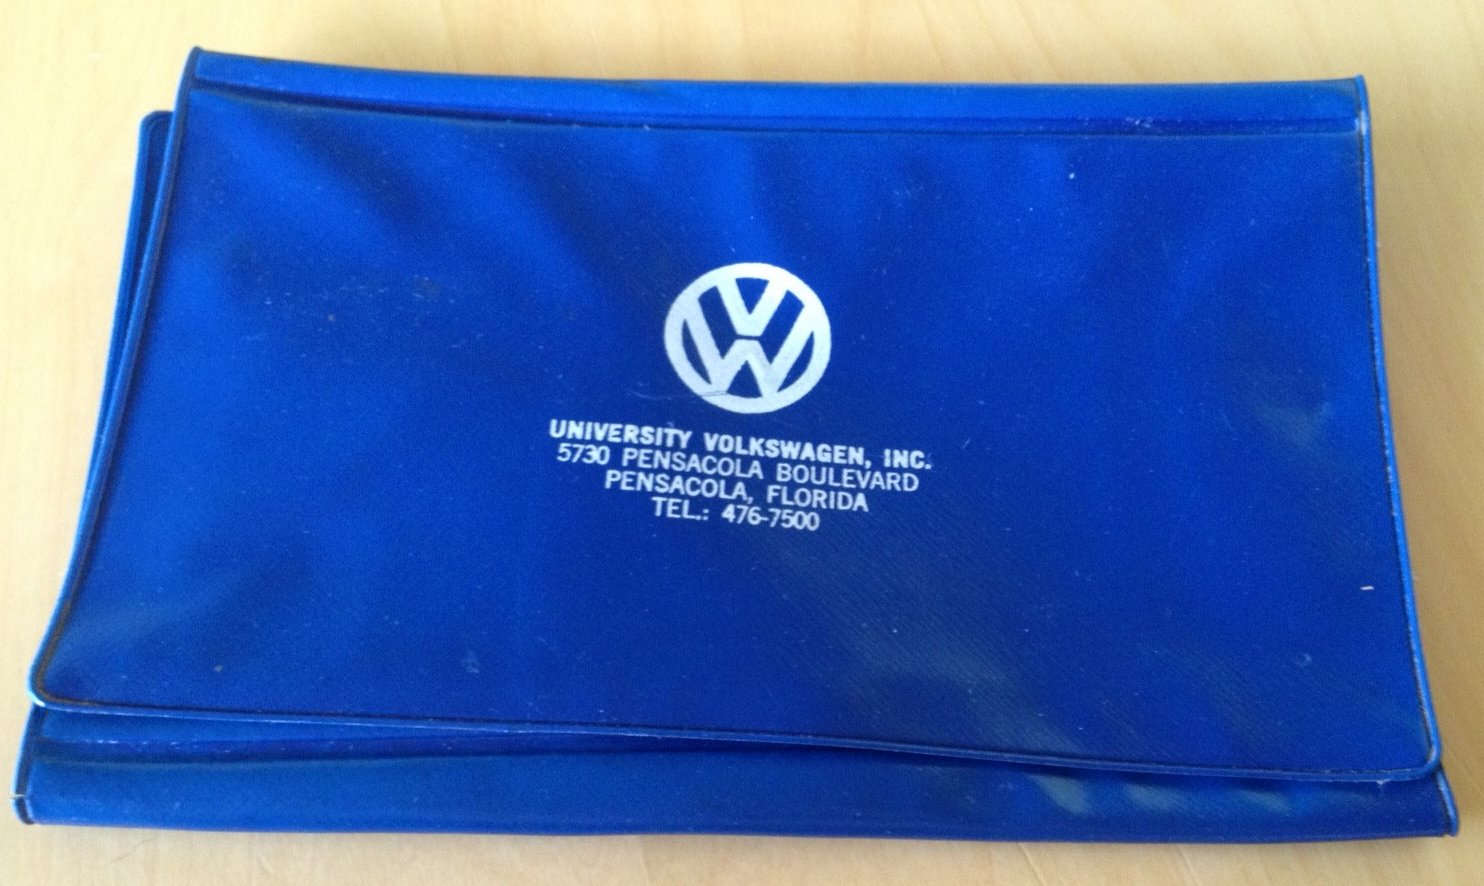 UNIVERSITY VOLKSWAGEN, INC.
5730 PENSACOLA BOULEVARD
PENSACOLA, FLORIDA
TEL.: 476-7500